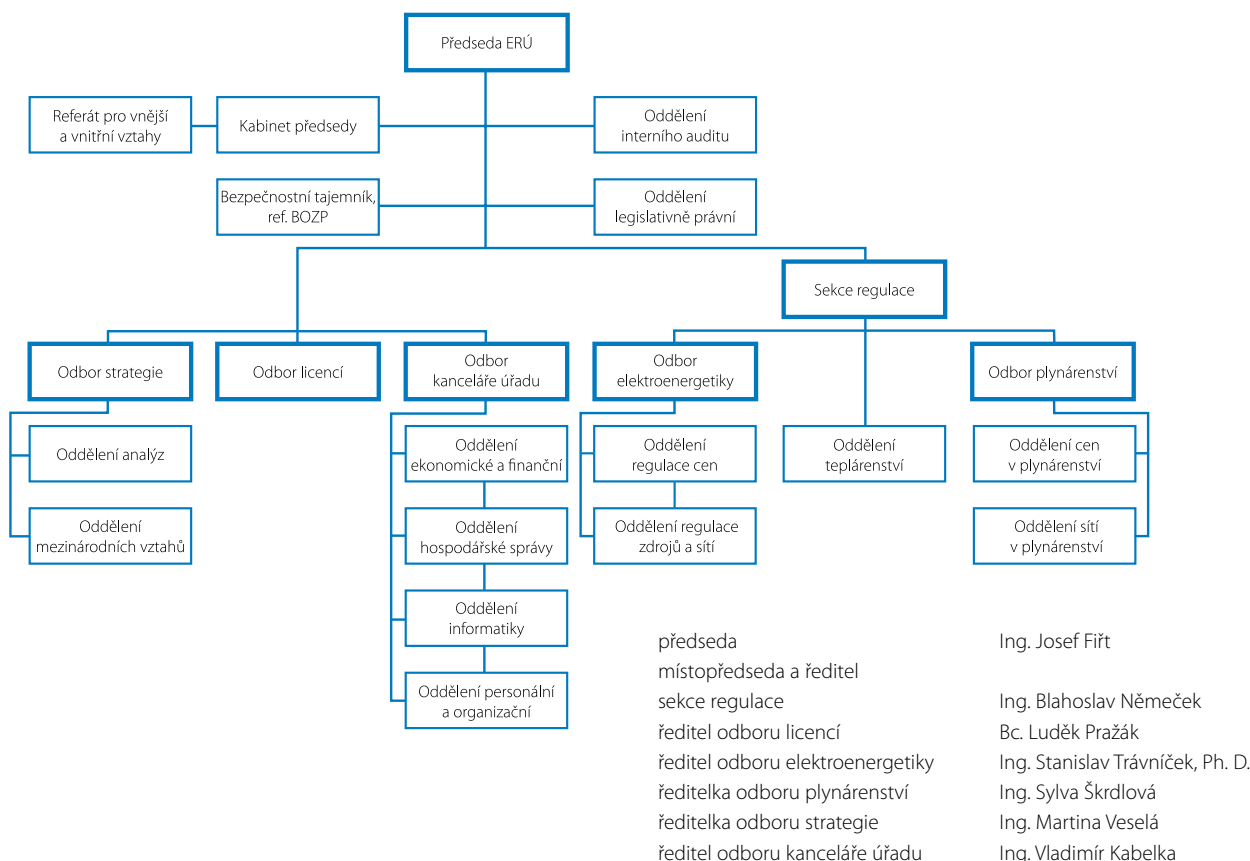 Předseda ERÚ
Referát pro vnější
a vnitřní vztahy
Kabinet předsedy
Oddělení
interního auditu
Bezpečnostní tajemník,
ref. BOZP
Oddělení
legislativně právní
Sekce regulace
Odbor strategie
Odbor licencí
Odbor
kanceláře úřadu
Odbor
elektroenergetiky
Odbor plynárenství
Oddělení analýz
Oddělení
ekonomické a finanční
Oddělení
regulace cen
Oddělení
teplárenství
Oddělení cen
v plynárenství
Oddělení
mezinárodních vztahů
Oddělení
hospodářské správy
Oddělení regulace
zdrojů a sítí
Oddělení sítí
v plynárenství
Oddělení
informatiky
Oddělení personální
a organizační
předseda Ing. Josef Fiřt
místopředseda a ředitel
sekce regulace Ing. Blahoslav Němeček
ředitel odboru licencí Bc. Luděk Pražák
ředitel odboru elektroenergetiky Ing. Stanislav Trávníček, Ph. D.
ředitelka odboru plynárenství Ing. Sylva Škrdlová
ředitelka odboru strategie Ing. Martina Veselá
ředitel odboru kanceláře úřadu Ing. Vladimír Kabelka